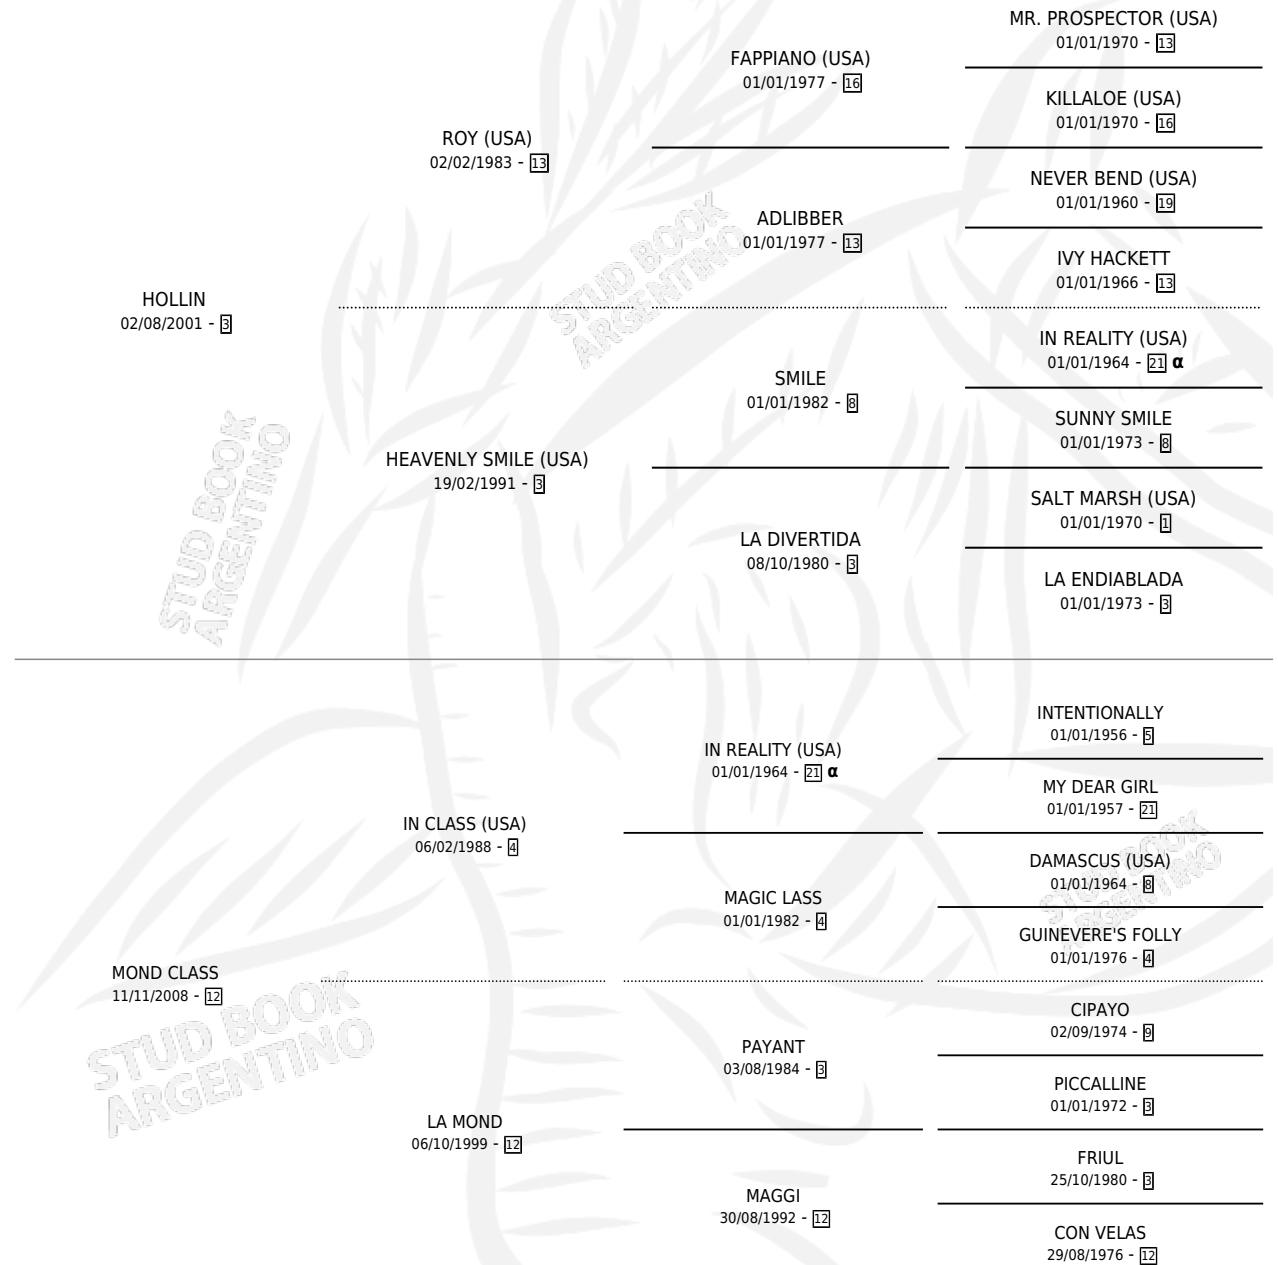 MR. PROSPECTOR (USA)
01/01/1970 - 13
FAPPIANO (USA)
01/01/1977 - 16
KILLALOE (USA)
01/01/1970 - 16
ROY (USA)
02/02/1983 - 13
NEVER BEND (USA)
01/01/1960 - 19
ADLIBBER
01/01/1977 - 13
IVY HACKETT
01/01/1966 - 13
HOLLIN
02/08/2001 - 3
IN REALITY (USA)
01/01/1964 - 21 α
SMILE
01/01/1982 - 8
SUNNY SMILE
01/01/1973 - 8
HEAVENLY SMILE (USA)
19/02/1991 - 3
SALT MARSH (USA)
01/01/1970 - 1
LA DIVERTIDA
08/10/1980 - 3
LA ENDIABLADA
01/01/1973 - 3
INTENTIONALLY
01/01/1956 - 5
IN REALITY (USA)
01/01/1964 - 21 α
MY DEAR GIRL
01/01/1957 - 21
IN CLASS (USA)
06/02/1988 - 4
DAMASCUS (USA)
01/01/1964 - 8
MAGIC LASS
01/01/1982 - 4
GUINEVERE'S FOLLY
01/01/1976 - 4
MOND CLASS
11/11/2008 - 12
CIPAYO
02/09/1974 - 9
PAYANT
03/08/1984 - 3
PICCALLINE
01/01/1972 - 3
LA MOND
06/10/1999 - 12
FRIUL
25/10/1980 - 3
MAGGI
30/08/1992 - 12
CON VELAS
29/08/1976 - 12
STUD BOOK
ARGENTINO
STUD BOOK
ARGENTINO
STUD BOOK
ARGENTINO
STUD BOOK
ARGENTINO